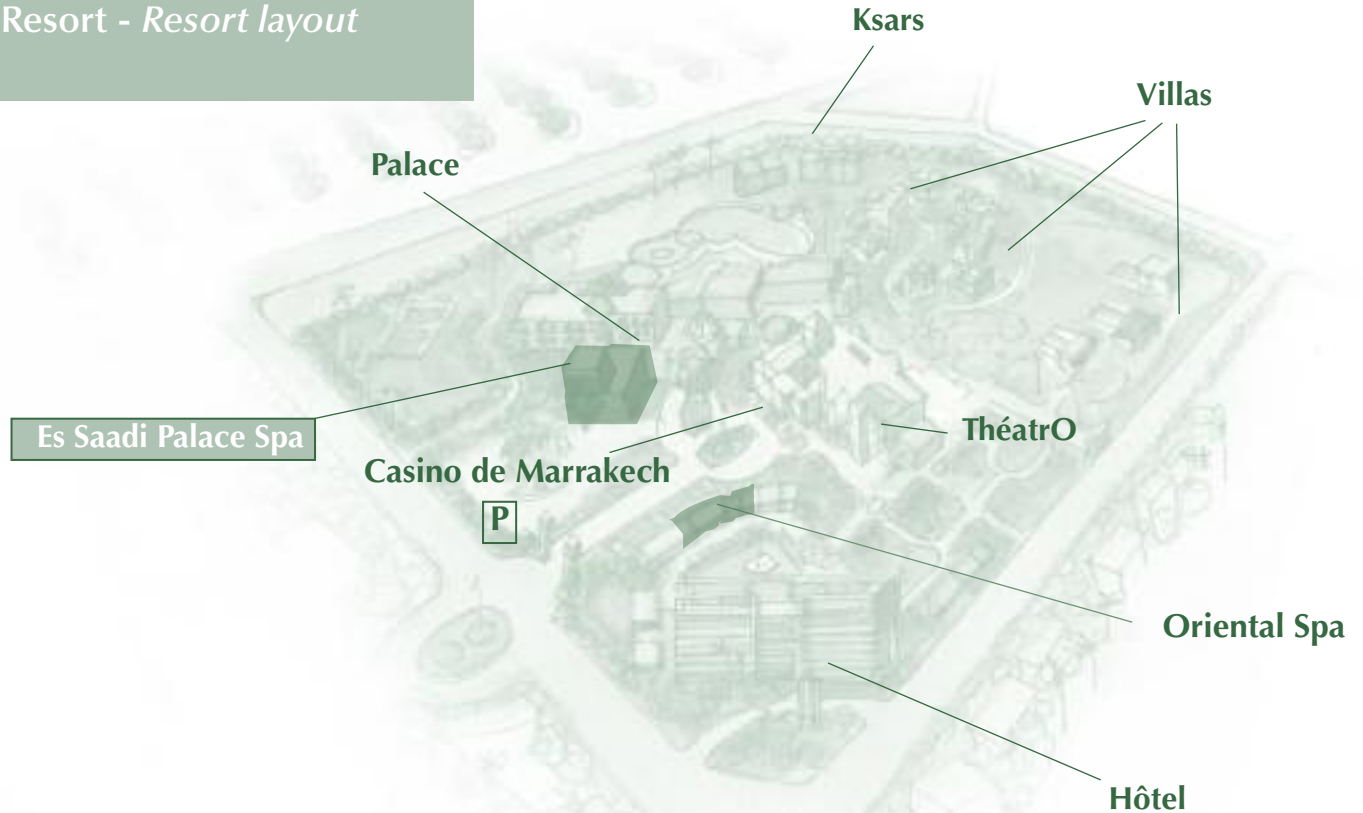 Resort - Resort layout
Ksars
Villas
Palace
Es Saadi Palace Spa
ThéatrO
Casino de Marrakech
P
Oriental Spa
Hôtel